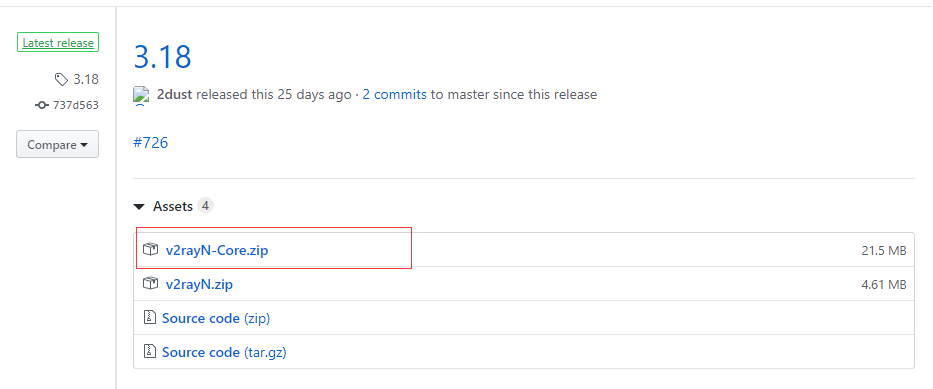 Latest release
3.18
737d563
Compare
3.18
2dust released this 25 days ago · 2 commits to master since this release
#726
Assets 4
v2rayN-Core.zip 21.5 MB
v2rayN.zip 4.61 MB
Source code (zip)
Source code (tar.gz)